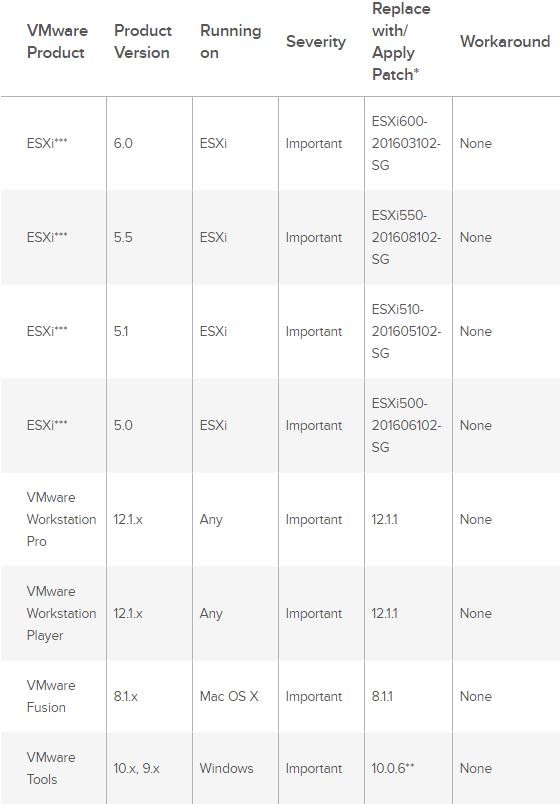 VMware Product | Product Version | Running on | Severity | Replace with/ Apply Patch* | Workaround
ESXi*** | 6.0 | ESXi | Important | ESXi600-201603102-SG | None
ESXi*** | 5.5 | ESXi | Important | ESXi550-201608102-SG | None
ESXi*** | 5.1 | ESXi | Important | ESXi510-201605102-SG | None
ESXi*** | 5.0 | ESXi | Important | ESXi500-201606102-SG | None
VMware Workstation Pro | 12.1.x | Any | Important | 12.1.1 | None
VMware Workstation Player | 12.1.x | Any | Important | 12.1.1 | None
VMware Fusion | 8.1.x | Mac OS X | Important | 8.1.1 | None
VMware Tools | 10.x, 9.x | Windows | Important | 10.0.6** | None